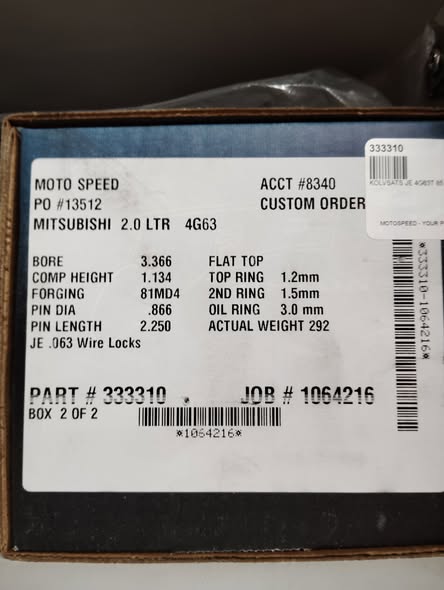 333310
KOLVSATS JE 4G63T 85
MOTOSPEED - YOUR P
MOTO SPEED ACCT #8340
PO #13512 CUSTOM ORDER
MITSUBISHI 2.0 LTR 4G63
BORE 3.366 FLAT TOP
COMP HEIGHT 1.134 TOP RING 1.2mm
FORGING 81MD4 2ND RING 1.5mm
PIN DIA .866 OIL RING 3.0 mm
PIN LENGTH 2.250 ACTUAL WEIGHT 292
JE .063 Wire Locks
PART # 333310 JOB # 1064216
BOX 2 OF 2
*1064216*
*333310-1064216*